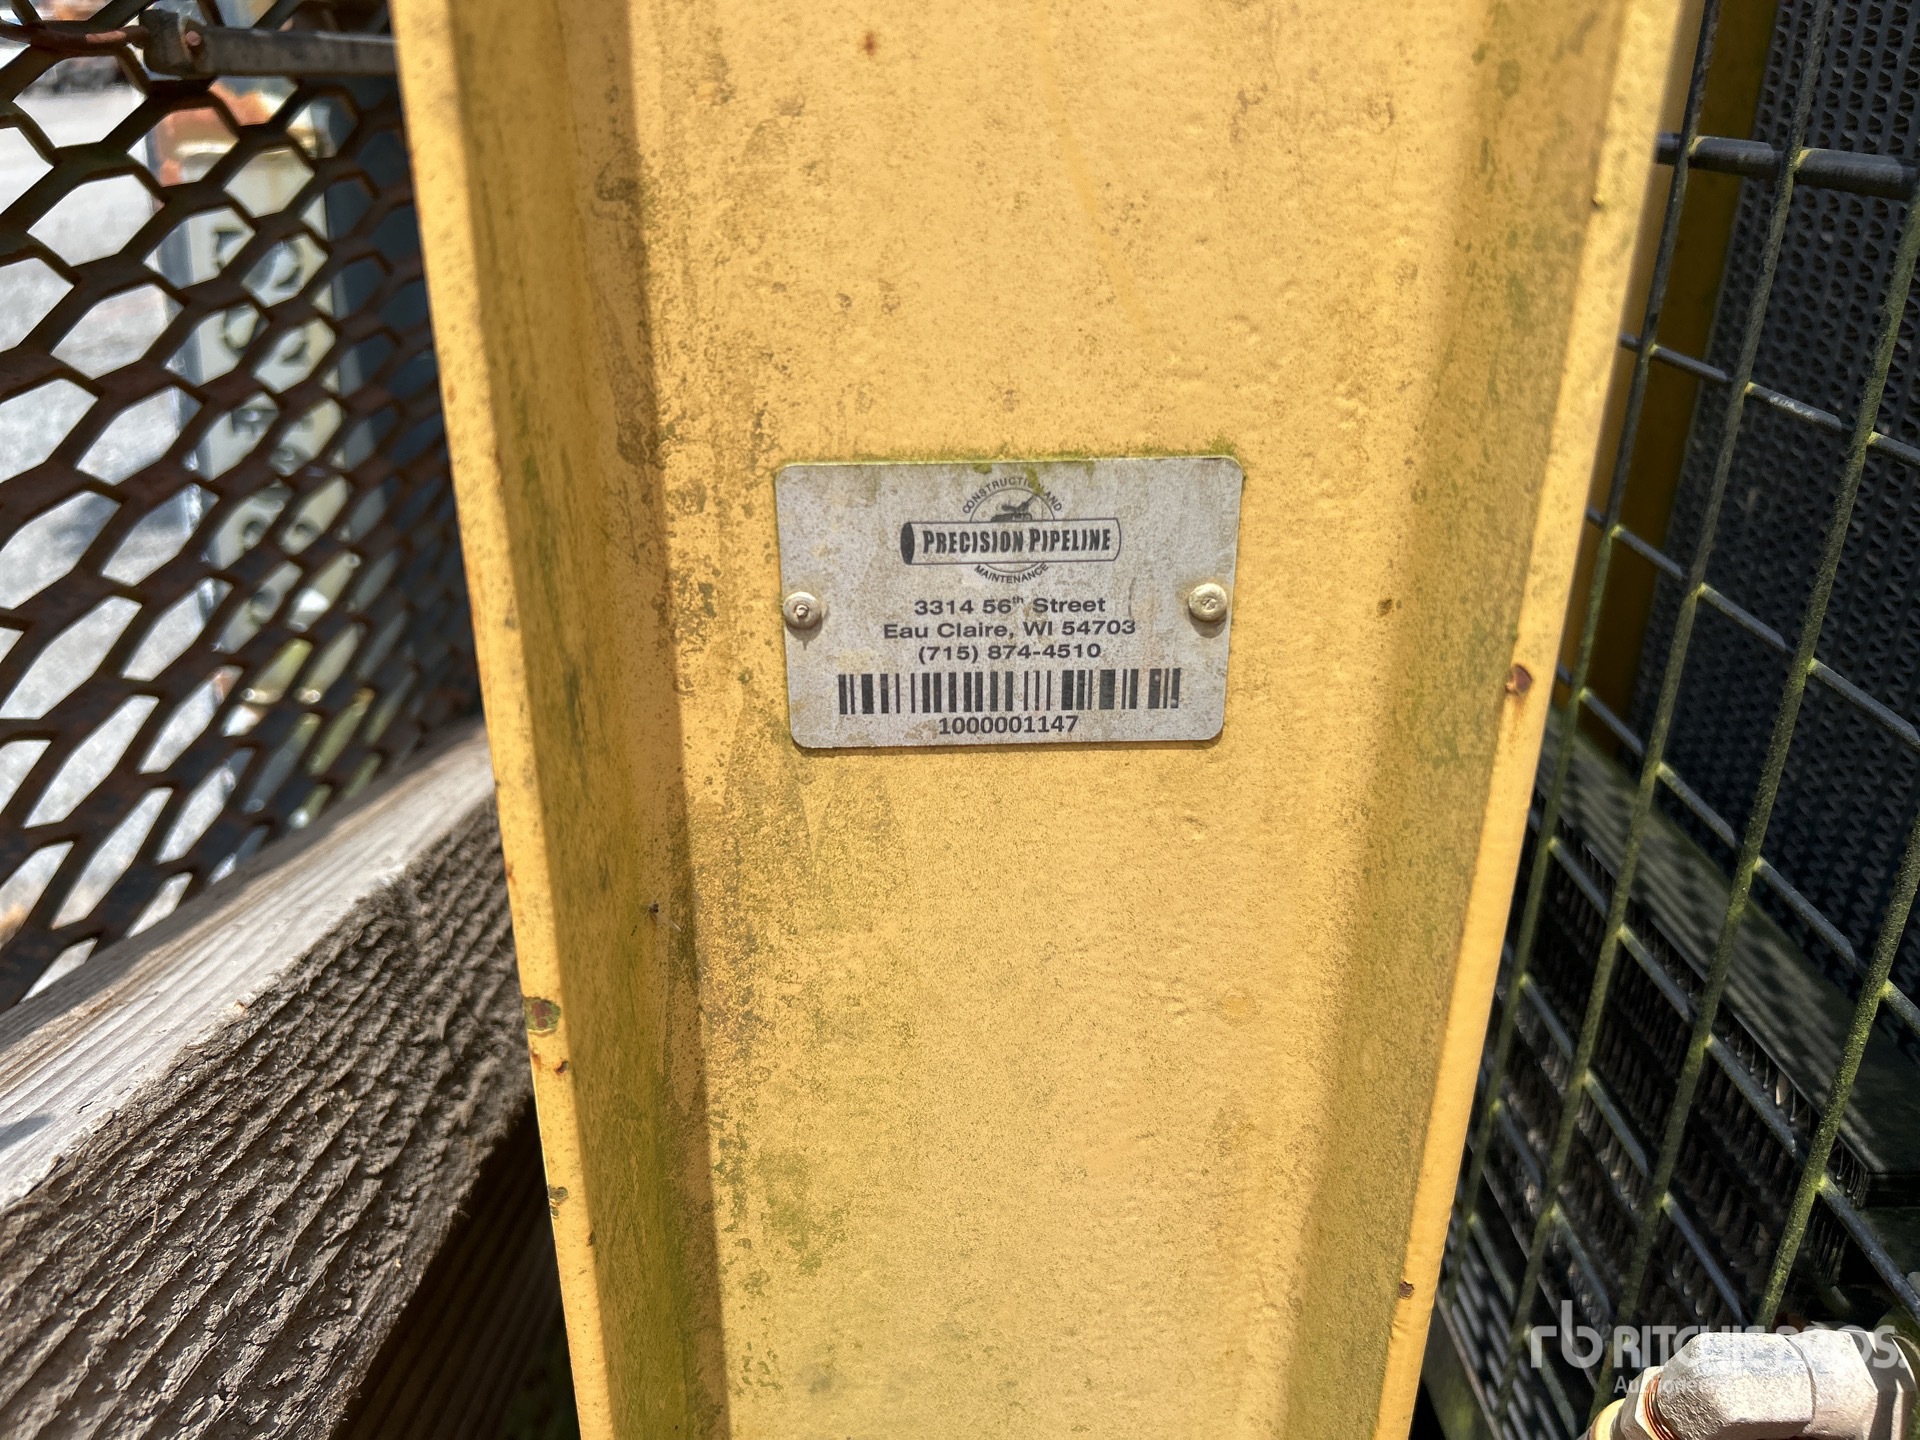 CONSTRUCTION AND
PRECISION PIPELINE
MAINTENANCE
3314 56th Street
Eau Claire, WI 54703
(715) 874-4510
1000001147
rb RITCHIE BROS.